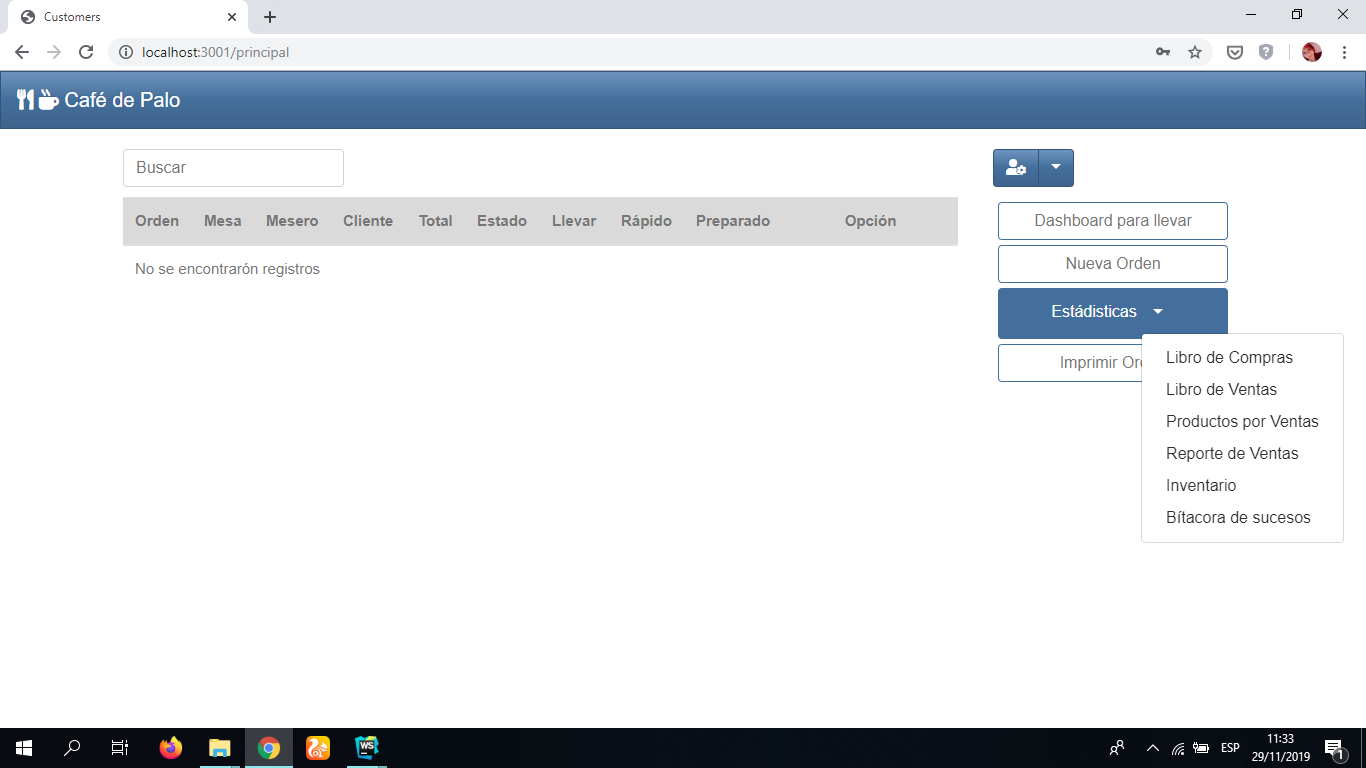 Customers
localhost:3001/principal
Café de Palo
Buscar
Orden Mesa Mesero Cliente Total Estado Llevar Rápido Preparado Opción
No se encontrarón registros
Dashboard para llevar
Nueva Orden
Estádisticas
Imprimir
Libro de Compras
Libro de Ventas
Productos por Ventas
Reporte de Ventas
Inventario
Bítacora de sucesos
WS
ESP
11:33
29/11/2019
1